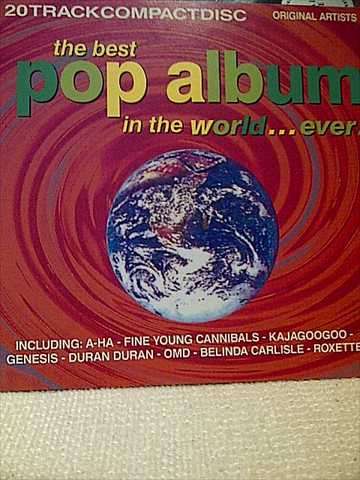 20TRACKCOMPACTDISC
ORIGINAL ARTISTS
the best
pop album
in the world...ever.
INCLUDING: A-HA - FINE YOUNG CANNIBALS - KAJAGOOGOO -
GENESIS - DURAN DURAN - OMD - BELINDA CARLISLE - ROXETTE